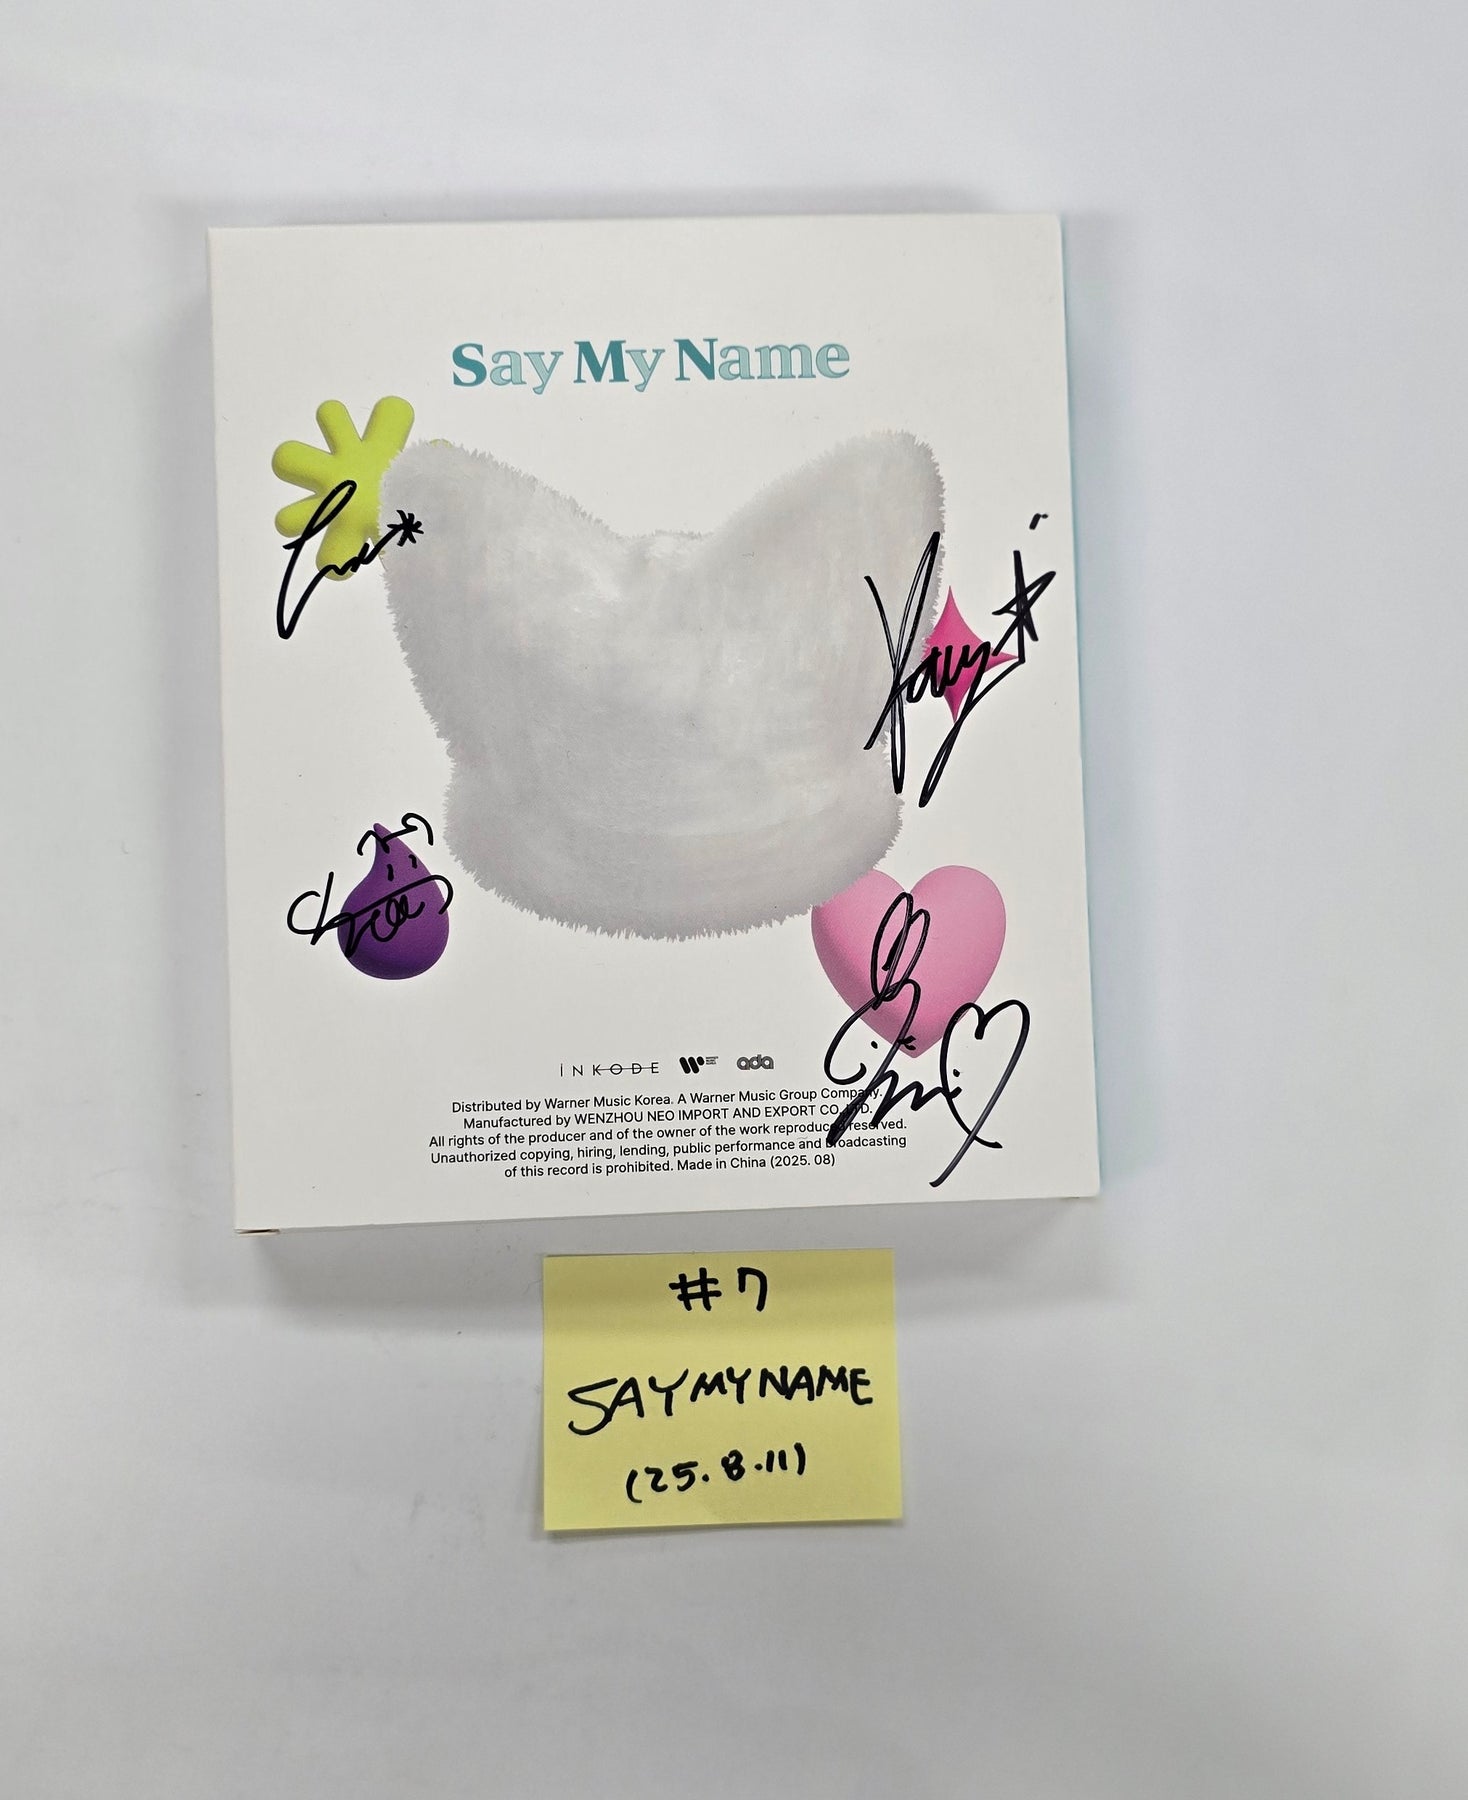 Say My Name
INKODE
ada
Distributed by Warner Music Korea. A Warner Music Group Company.
Manufactured by WENZHOU NEO IMPORT AND EXPORT CO.,LTD.
All rights of the producer and of the owner of the work reproduced reserved.
Unauthorized copying, hiring, lending, public performance and broadcasting
of this record is prohibited. Made in China (2025. 08)
#7
SAYMYNAME
(25.8.11)